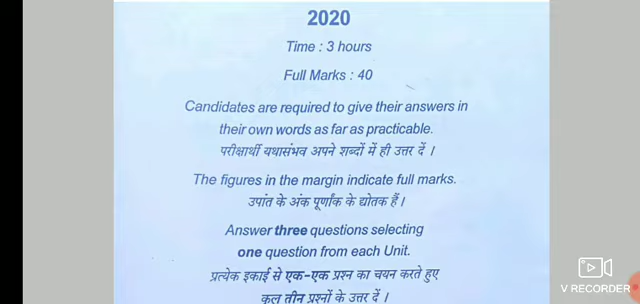 2020
Time : 3 hours
Full Marks : 40
Candidates are required to give their answers in
their own words as far as practicable.
परीक्षार्थी यथासंभव अपने शब्दों में ही उत्तर दें ।
The figures in the margin indicate full marks.
उपांत के अंक पूर्णांक के द्योतक हैं ।
Answer three questions selecting
one question from each Unit.
प्रत्येक इकाई से एक-एक प्रश्न का चयन करते हुए
कुल तीन प्रश्नों के उत्तर दें ।
V RECORDER